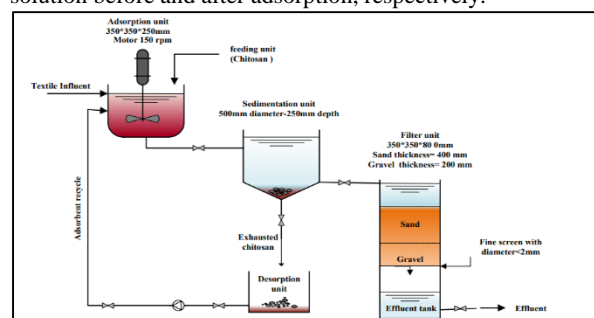 solution before and after adsorption, respectively.
Adsorption unit
350*350*250mm
Motor 150 rpm
feeding unit
(Chitosan )
Textile Influent
Sedimentation unit
500mm diameter-250mm depth
Filter unit
350*350*80 0mm
Sand thickness= 400 mm
Gravel thickness= 200 mm
Adsorbent recycle
Sand
Exhausted
chitosan
Gravel
Fine screen with
diameter<2mm
Desorption
unit
Effluent tank
Effluent